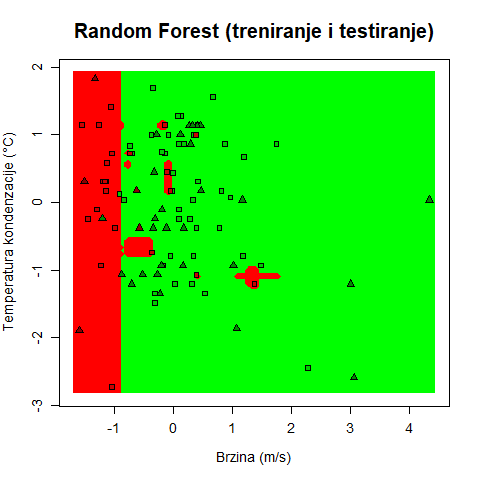 Random Forest (treniranje i testiranje)
Temperatura kondenzacije (°C)
2
1
0
-1
-2
-3
-1 0 1 2 3 4
Brzina (m/s)